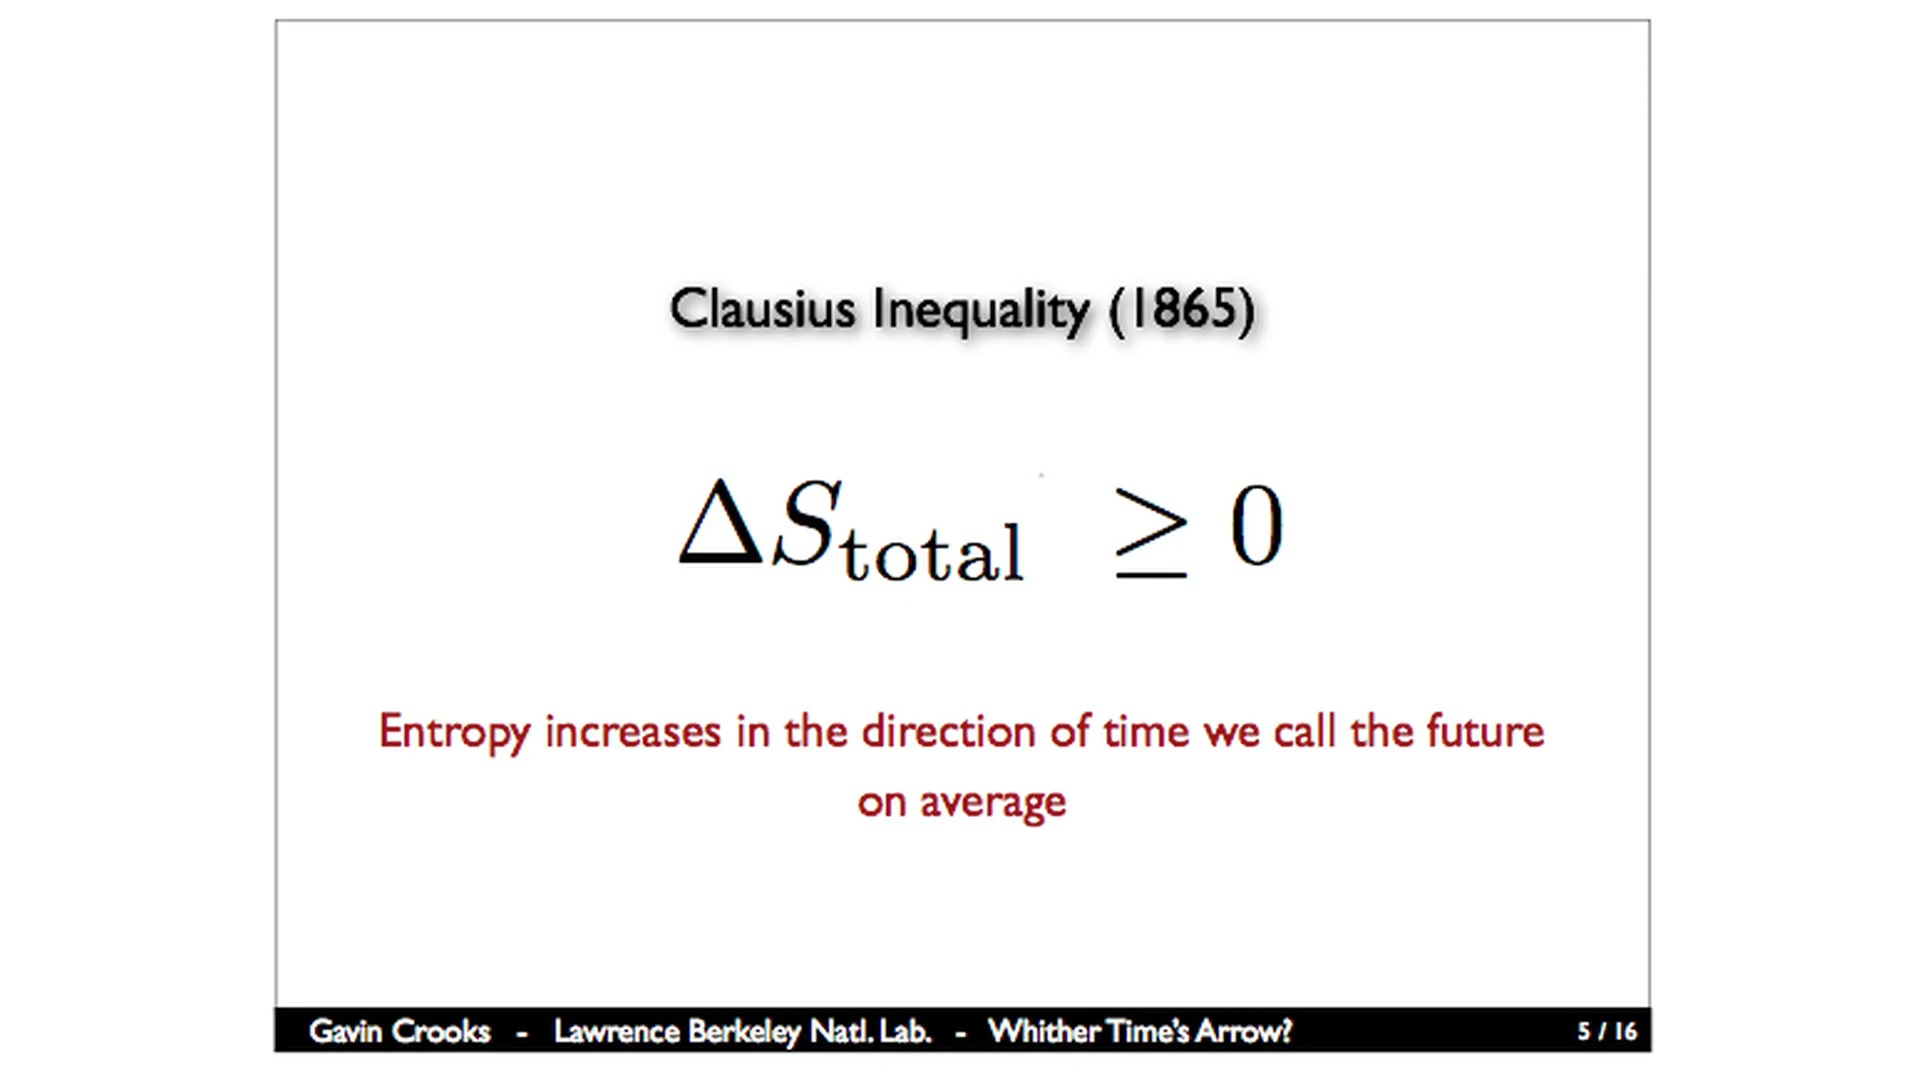 Clausius Inequality (1865)
ΔS_total ≥ 0
Entropy increases in the direction of time we call the future
on average
Gavin Crooks - Lawrence Berkeley Natl. Lab. - Whither Time's Arrow? 5 / 16